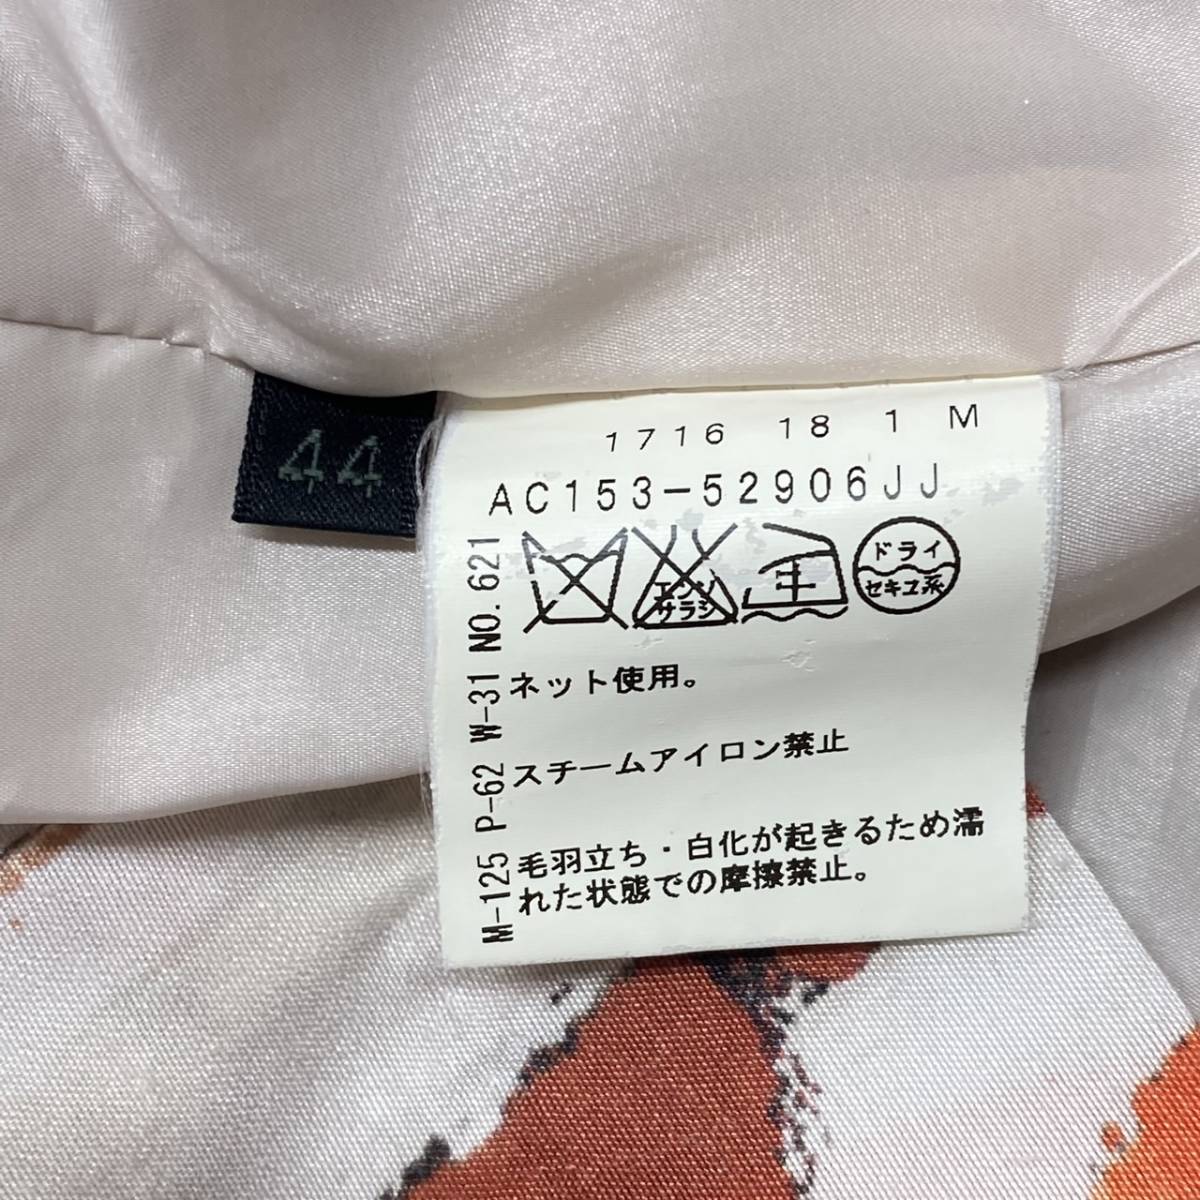 44
1716 18 1 M
AC153-52906JJ
エンソ
サラシ
中
ドライ
セキユ系
ネット使用。
スチームアイロン禁止
毛羽立ち・白化が起きるため濡
れた状態での摩擦禁止。
M-125 P-62 W-31 NO.621